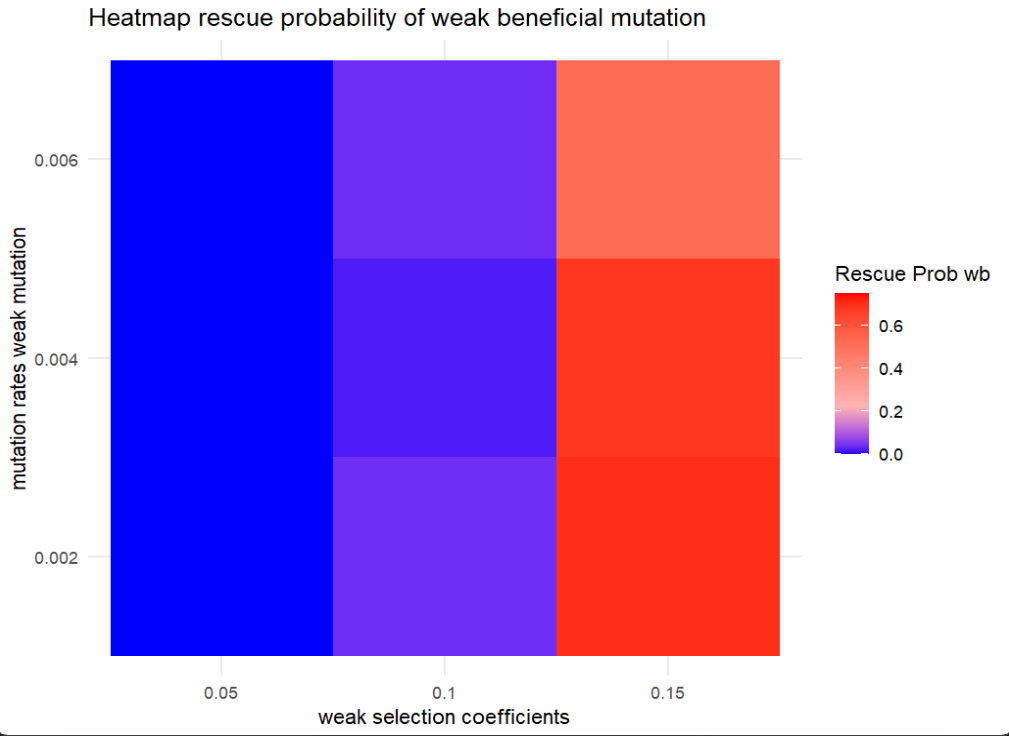 Heatmap rescue probability of weak beneficial mutation
mutation rates weak mutation
0.006
0.004
0.002
0.05
0.1
0.15
weak selection coefficients
Rescue Prob wb
0.6
0.4
0.2
0.0